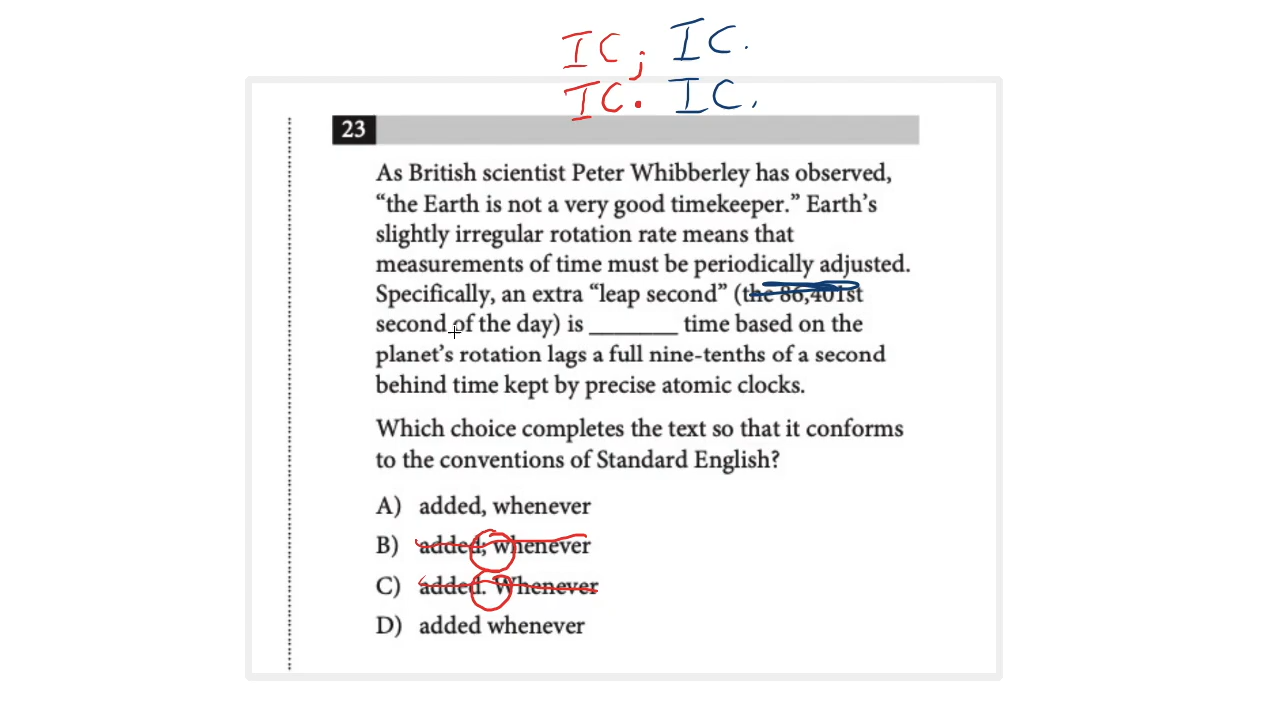 IC; IC.
IC. IC.
23
As British scientist Peter Whibberley has observed,
“the Earth is not a very good timekeeper.” Earth’s
slightly irregular rotation rate means that
measurements of time must be periodically adjusted.
Specifically, an extra “leap second” (the 86,401st
second of the day) is ________ time based on the
planet’s rotation lags a full nine-tenths of a second
behind time kept by precise atomic clocks.
Which choice completes the text so that it conforms
to the conventions of Standard English?
A) added, whenever
B) added; whenever
C) added. Whenever
D) added whenever